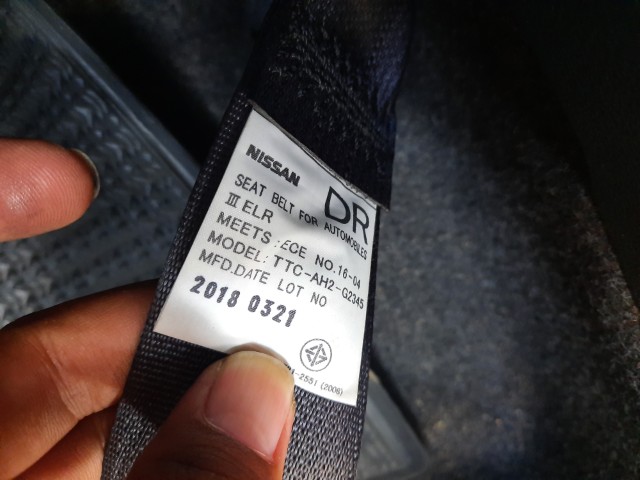 NISSAN
DR
SEAT BELT FOR AUTOMOBILES
III ELR
MEETS :ECE NO.16-04
MODEL: TTC-AH2-G2345
MFD.DATE LOT NO
2018 0321
-2551 (2008)